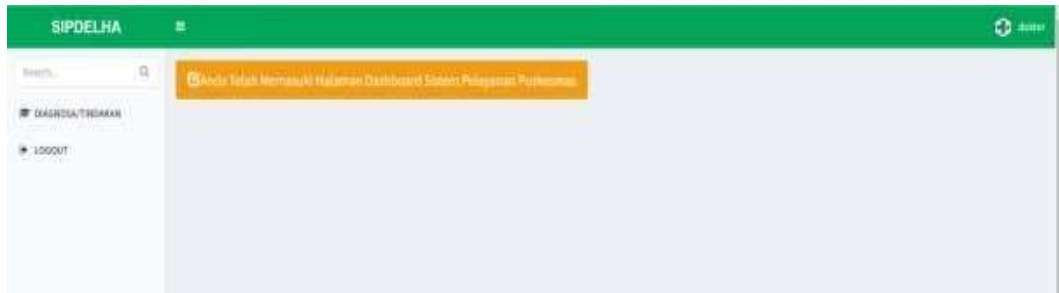 SIPDELHA
dokter
Search...
Anda Telah Memasuki Halaman Dashboard Sistem Pelayanan Puskesmas
DIAGNOSA/TINDAKAN
LOGOUT